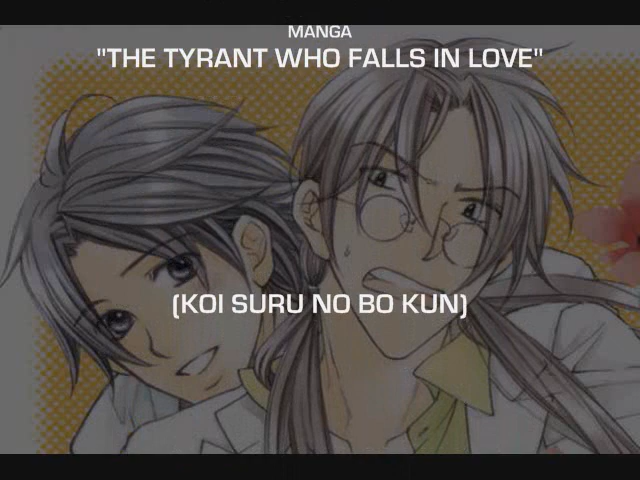 MANGA
"THE TYRANT WHO FALLS IN LOVE"
(KOI SURU NO BO KUN)